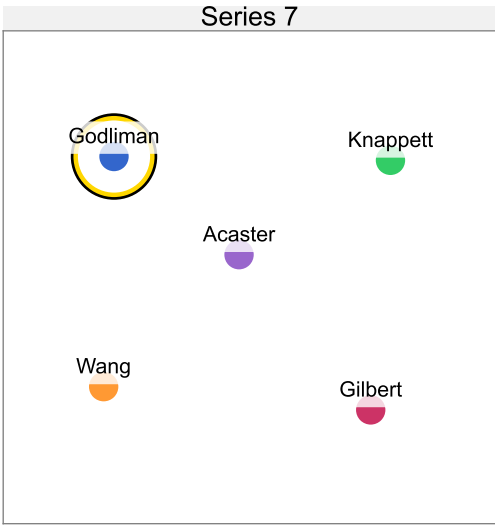 Series 7
Godliman
Knappett
Acaster
Wang
Gilbert